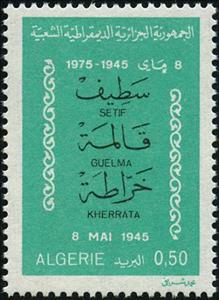 الجمهورية الجزائرية الديمقراطية الشعبية
1975-1945 8 ماي
سطيف
SETIF
قالمة
GUELMA
خراطة
KHERRATA
8 MAI 1945
ALGERIE البريد 0,50